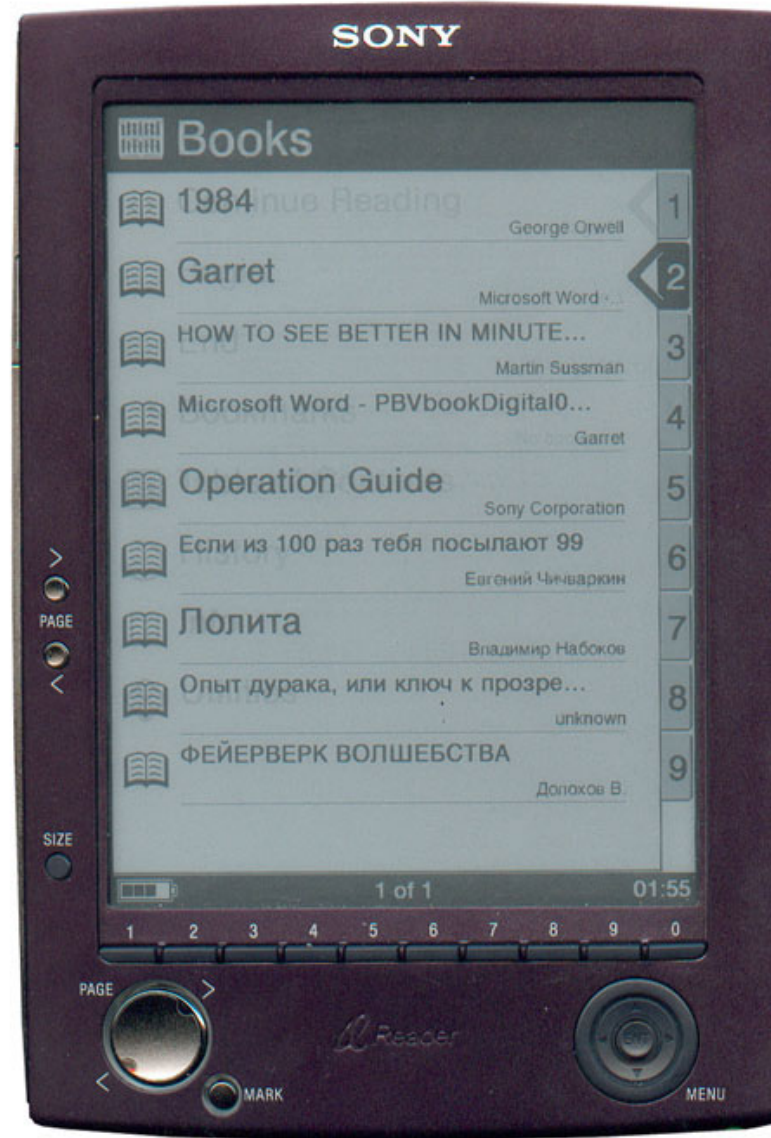 SONY
Books
1984
George Orwell
1
Garret
Microsoft Word -...
2
HOW TO SEE BETTER IN MINUTE...
Martin Sussman
3
Microsoft Word - PBVbookDigital0...
Garret
4
Operation Guide
Sony Corporation
5
Если из 100 раз тебя посылают 99
Евгений Чичваркин
6
Лолита
Владимир Набоков
7
Опыт дурака, или ключ к прозре...
unknown
8
ФЕЙЕРВЕРК ВОЛШЕБСТВА
Долохов В.
9
1 of 1
01:55
> PAGE <
SIZE
1 2 3 4 5 6 7 8 9 0
PAGE
Reader
MARK
MENU